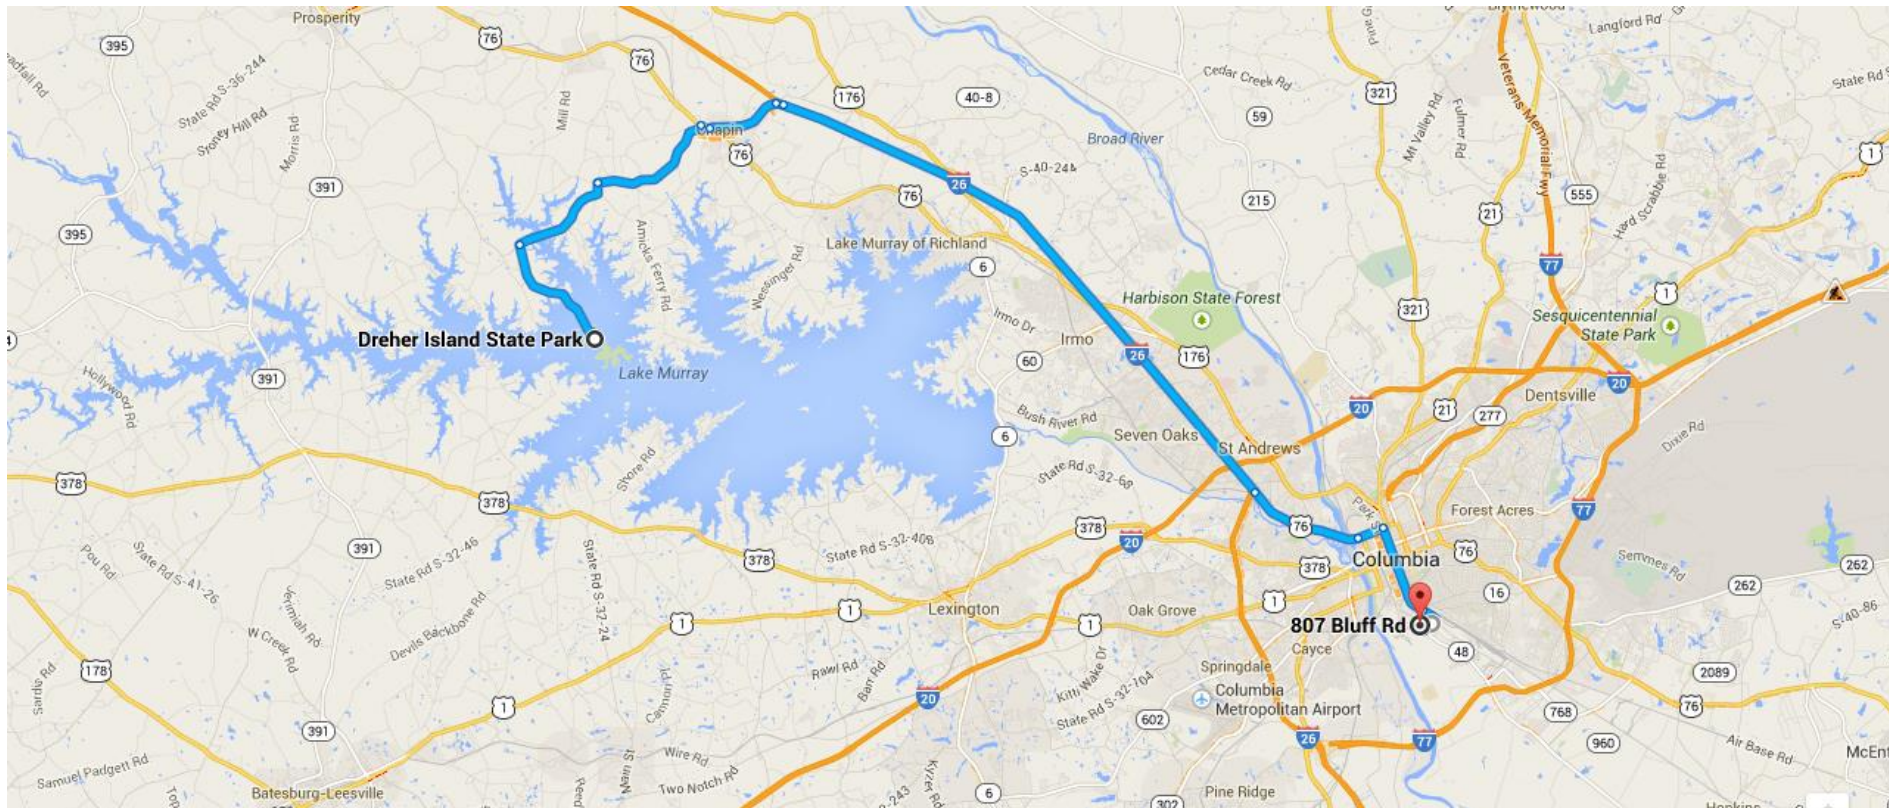 Prosperity
Blythewood
Langford Rd
395
76
321
State Rd S-36-244
76
Cedar Creek Rd
Veterans Memorial Fwy
Mill Rd
176
40-8
59
Mt Valley Rd
Fulmer Rd
Stoney Hill Rd
Morris Rd
Chapin
Broad River
1
76
391
26
S-40-244
76
215
21
555
Hard Scrabble Rd
395
Amicks Ferry Rd
Wessinger Rd
Lake Murray of Richland
6
77
1
Harbison State Forest
321
Sesquicentennial
State Park
Irmo Dr
Irmo
Dreher Island State Park
60
26
176
391
Lake Murray
Hollywood Rd
20
20
Dentsville
21
277
Bush River Rd
6
Seven Oaks
St Andrews
Dixie Rd
Shore Rd
State Rd S-32-68
378
378
Forest Acres
77
378
76
20
State Rd S-32-408
391
State Rd S-32-46
378
Columbia
76
Pou Rd
State Rd S-41-26
State Rd S-32-24
378
Semmes Rd
262
262
Jerimiah Rd
16
1
Lexington
Oak Grove
1
S-40-86
W Creek Rd
Devils Backbone Rd
1
1
807 Bluff Rd
Cayce
48
178
Rawl Rd
Barr Rd
Springdale
2089
Kitti Wake Dr
State Rd S-32-104
Columbia
Metropolitan Airport
1
20
602
768
76
391
26
77
960
Air Base Rd
Wire Rd
Samuel Padgett Rd
Two Notch Rd
Batesburg-Leesville
6
Pine Ridge
302